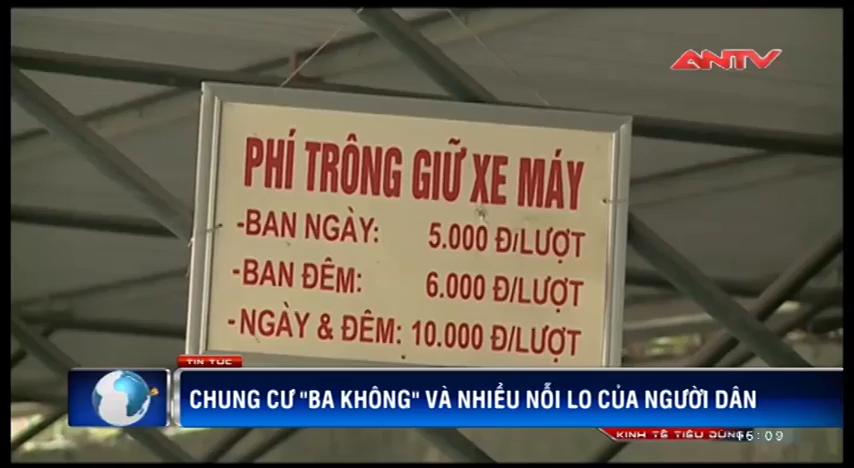 ANTV
PHÍ TRÔNG GIỮ XE MÁY
-BAN NGÀY: 5.000 Đ/LƯỢT
-BAN ĐÊM: 6.000 Đ/LƯỢT
-NGÀY & ĐÊM: 10.000 Đ/LƯỢT
TIN TỨC
CHUNG CƯ "BA KHÔNG" VÀ NHIỀU NỖI LO CỦA NGƯỜI DÂN
KINH TẾ TIÊU DÙNG
16:09